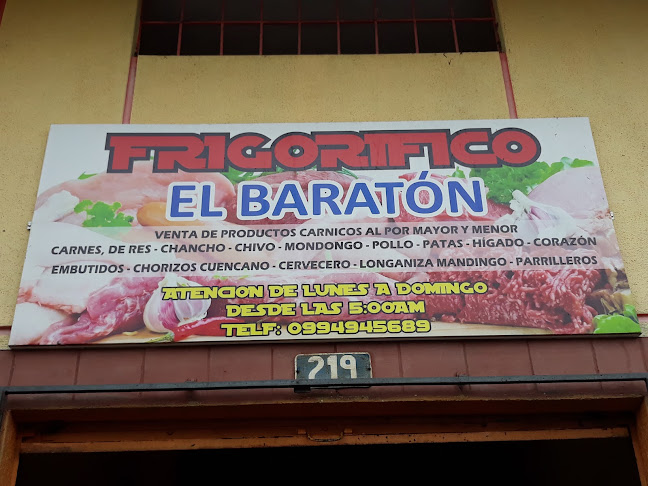 FRIGORIFICO
EL BARATÓN
VENTA DE PRODUCTOS CARNICOS AL POR MAYOR Y MENOR
CARNES, DE RES - CHANCHO - CHIVO - MONDONGO - POLLO - PATAS - HÍGADO - CORAZÓN
EMBUTIDOS - CHORIZOS CUENCANO - CERVECERO - LONGANIZA MANDINGO - PARRILLEROS
ATENCION DE LUNES A DOMINGO
DESDE LAS 5:00AM
TELF: 0994945689
219